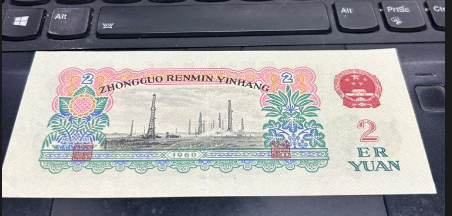 Alt
Alt
PrtSc
Ctrl
2
ZHONGGUO RENMIN YINHANG
2
1960
2
ER
YUAN